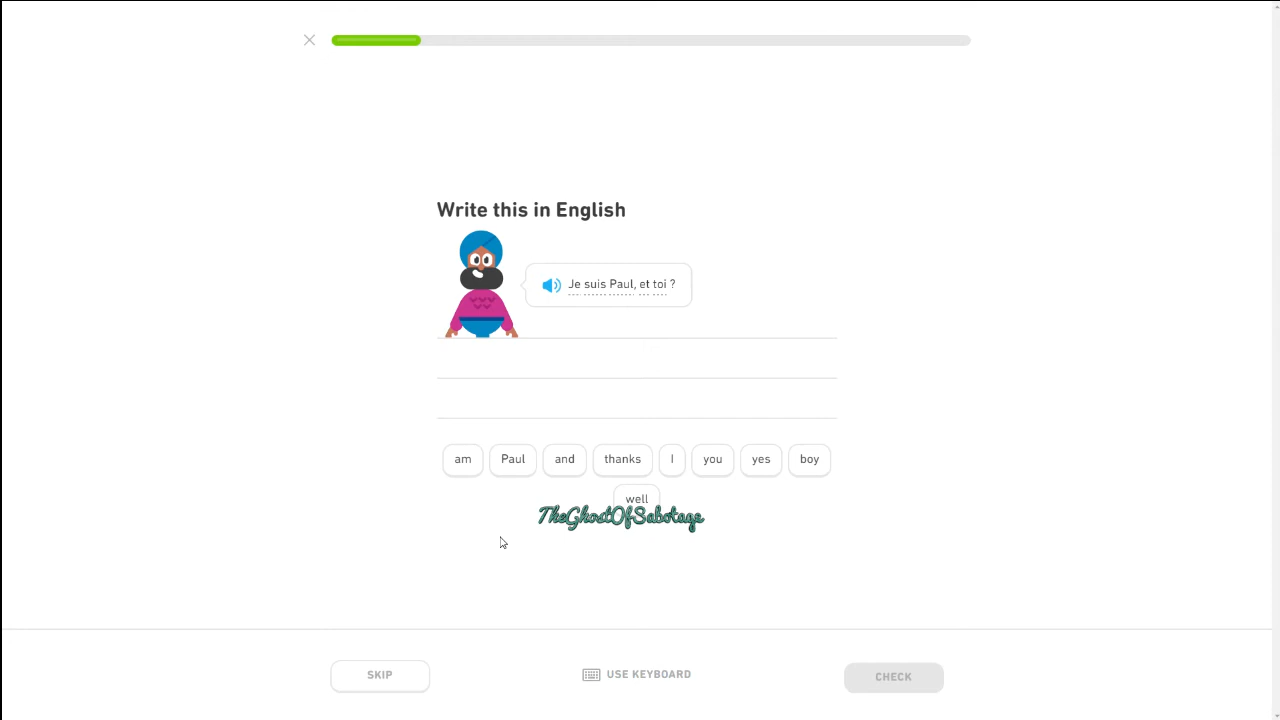 Write this in English
Je suis Paul, et toi ?
am Paul and thanks I you yes boy
well
TheGhostOfSabotage
SKIP USE KEYBOARD CHECK